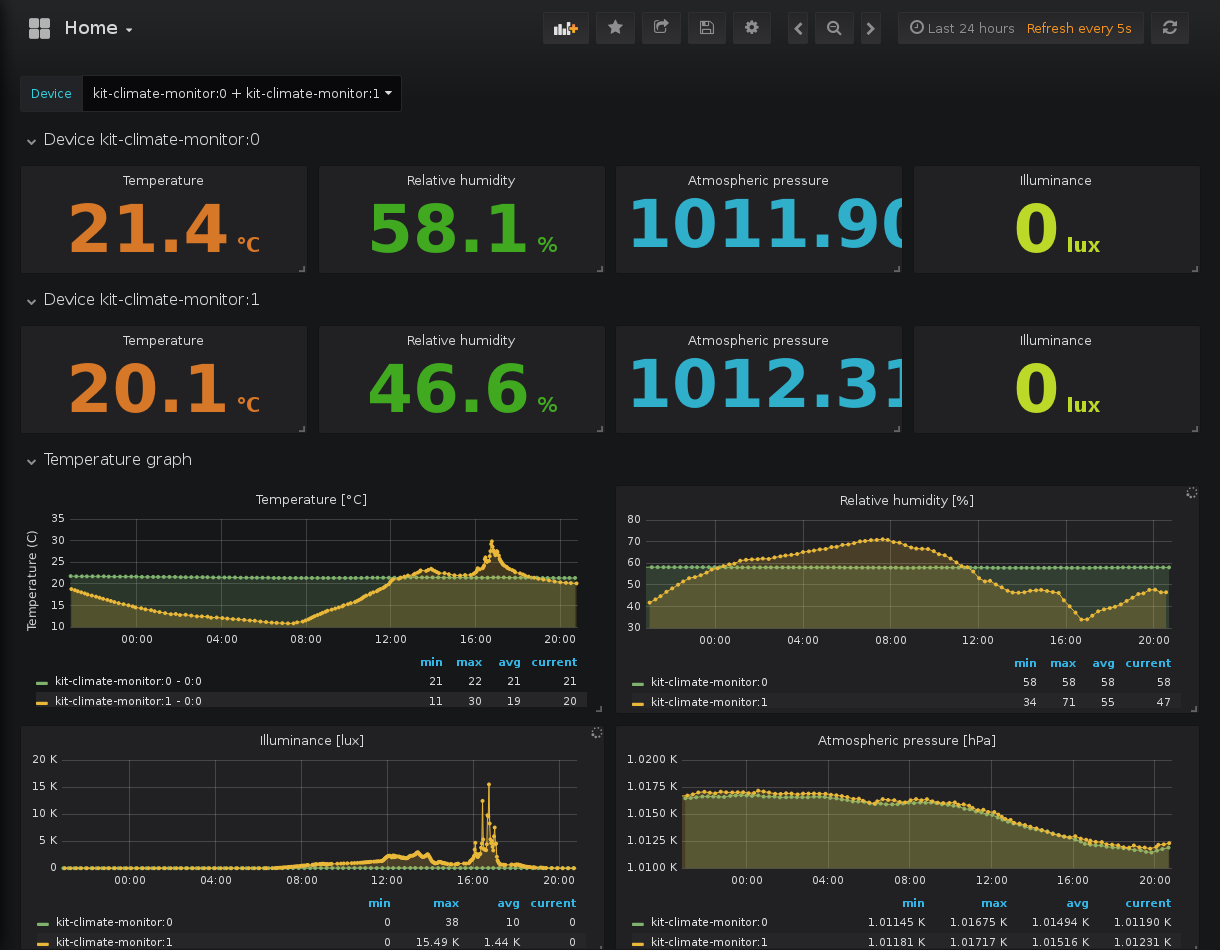 Home
Last 24 hours Refresh every 5s
Device kit-climate-monitor:0 + kit-climate-monitor:1
Device kit-climate-monitor:0
Temperature Relative humidity Atmospheric pressure Illuminance
21.4 °C 58.1 % 1011.90 0 lux
Device kit-climate-monitor:1
Temperature Relative humidity Atmospheric pressure Illuminance
20.1 °C 46.6 % 1012.31 0 lux
Temperature graph
Temperature [°C]
Temperature (C)
35
30
25
20
15
10
00:00 04:00 08:00 12:00 16:00 20:00
min max avg current
kit-climate-monitor:0 - 0:0 21 22 21 21
kit-climate-monitor:1 - 0:0 11 30 19 20
Relative humidity [%]
80
70
60
50
40
30
00:00 04:00 08:00 12:00 16:00 20:00
min max avg current
kit-climate-monitor:0 58 58 58 58
kit-climate-monitor:1 34 71 55 47
Illuminance [lux]
20 K
15 K
10 K
5 K
0
00:00 04:00 08:00 12:00 16:00 20:00
min max avg current
kit-climate-monitor:0 0 38 10 0
kit-climate-monitor:1 0 15.49 K 1.44 K 0
Atmospheric pressure [hPa]
1.0200 K
1.0175 K
1.0150 K
1.0125 K
1.0100 K
00:00 04:00 08:00 12:00 16:00 20:00
min max avg current
kit-climate-monitor:0 1.01145 K 1.01675 K 1.01494 K 1.01190 K
kit-climate-monitor:1 1.01181 K 1.01717 K 1.01516 K 1.01231 K